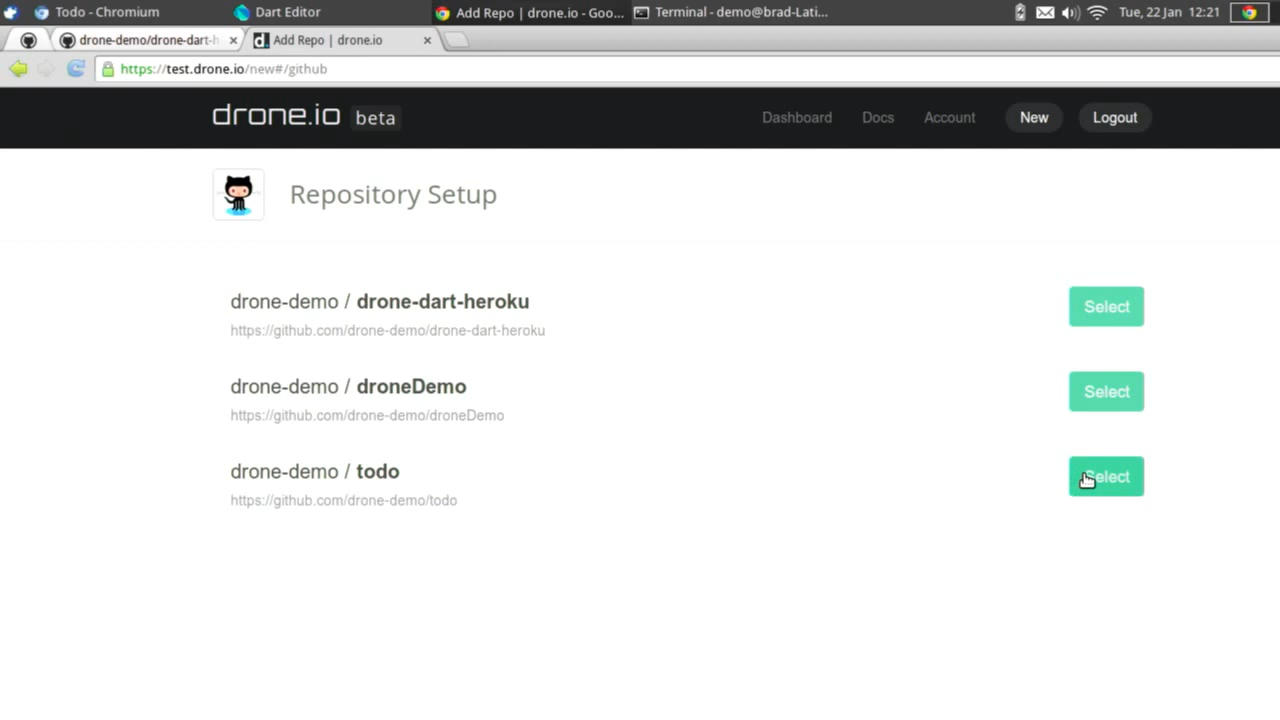 Todo - Chromium
Dart Editor
Add Repo | drone.io - Goo...
Terminal - demo@brad-Lati...
Tue, 22 Jan 12:21
drone-demo/drone-dart-h
Add Repo | drone.io
https://test.drone.io/new#/github
drone.io beta
Dashboard
Docs
Account
New
Logout
Repository Setup
drone-demo / drone-dart-heroku
https://github.com/drone-demo/drone-dart-heroku
Select
drone-demo / droneDemo
https://github.com/drone-demo/droneDemo
Select
drone-demo / todo
https://github.com/drone-demo/todo
Select